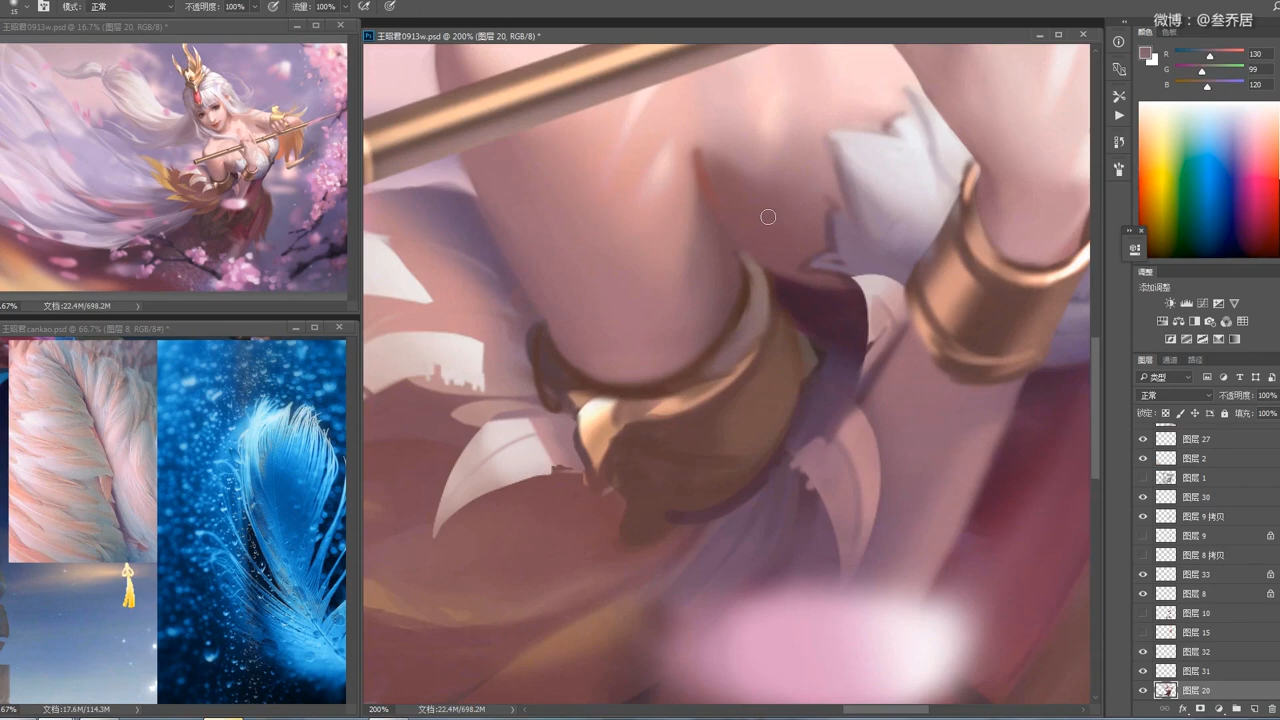 15
模式：
正常
不透明度：
100%
流量：
100%
微博：@叁乔居
王昭君0913w.psd @ 16.7% (图层 20, RGB/8) *
王昭君0913w.psd @ 200% (图层 20, RGB/8) *
颜色
色板
R
130
G
99
B
120
调整
添加调整
.67%
文档:22.4M/698.2M
王昭君cankao.psd @ 66.7% (图层 8, RGB/8#) *
图层
通道
路径
类型
正常
不透明度：
100%
锁定：
填充：
100%
图层 27
图层 2
图层 1
图层 30
图层 9 拷贝
图层 9
图层 8 拷贝
图层 33
图层 8
图层 10
图层 15
图层 32
图层 31
图层 20
67%
文档:17.6M/114.3M
200%
文档:22.4M/698.2M
fx